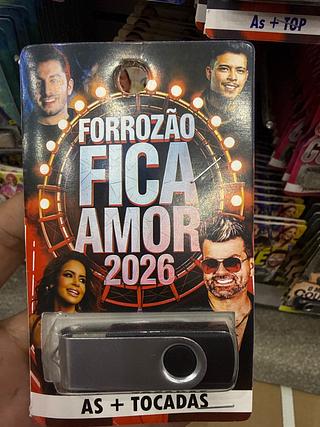 AS + TOP
FORROZÃO
FICA
AMOR
2026
AS + TOCADAS